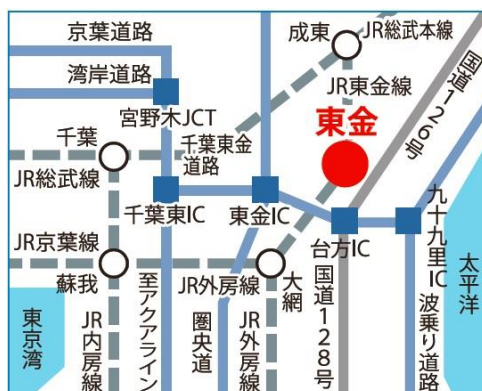 京葉道路
成東
JR総武本線
湾岸道路
国道126号
JR東金線
宮野木JCT
東金
千葉
千葉東金
道路
JR総武線
千葉東IC
東金IC
台方IC
九十九里IC
太平洋
JR京葉線
蘇我
JR外房線
大網
東京湾
JR内房線
至アクアライン
圏央道
JR外房線
国道128号
波乗り道路